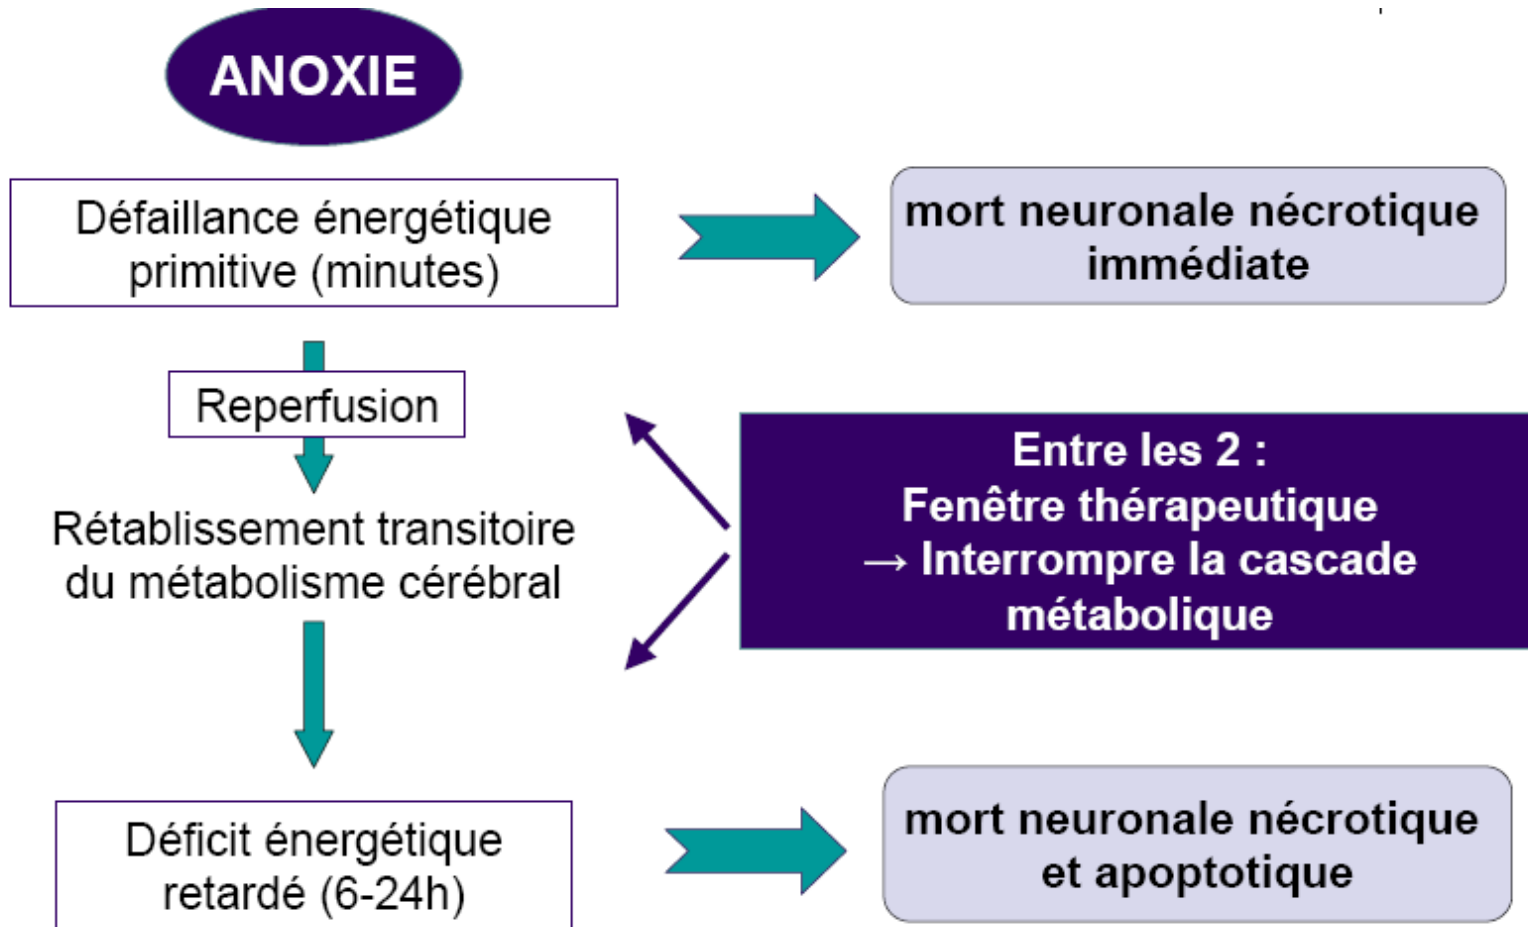 ANOXIE
Défaillance énergétique
primitive (minutes)
mort neuronale nécrotique
immédiate
Reperfusion
Rétablissement transitoire
du métabolisme cérébral
Entre les 2 :
Fenêtre thérapeutique
→ Interrompre la cascade
métabolique
Déficit énergétique
retardé (6-24h)
mort neuronale nécrotique
et apoptotique